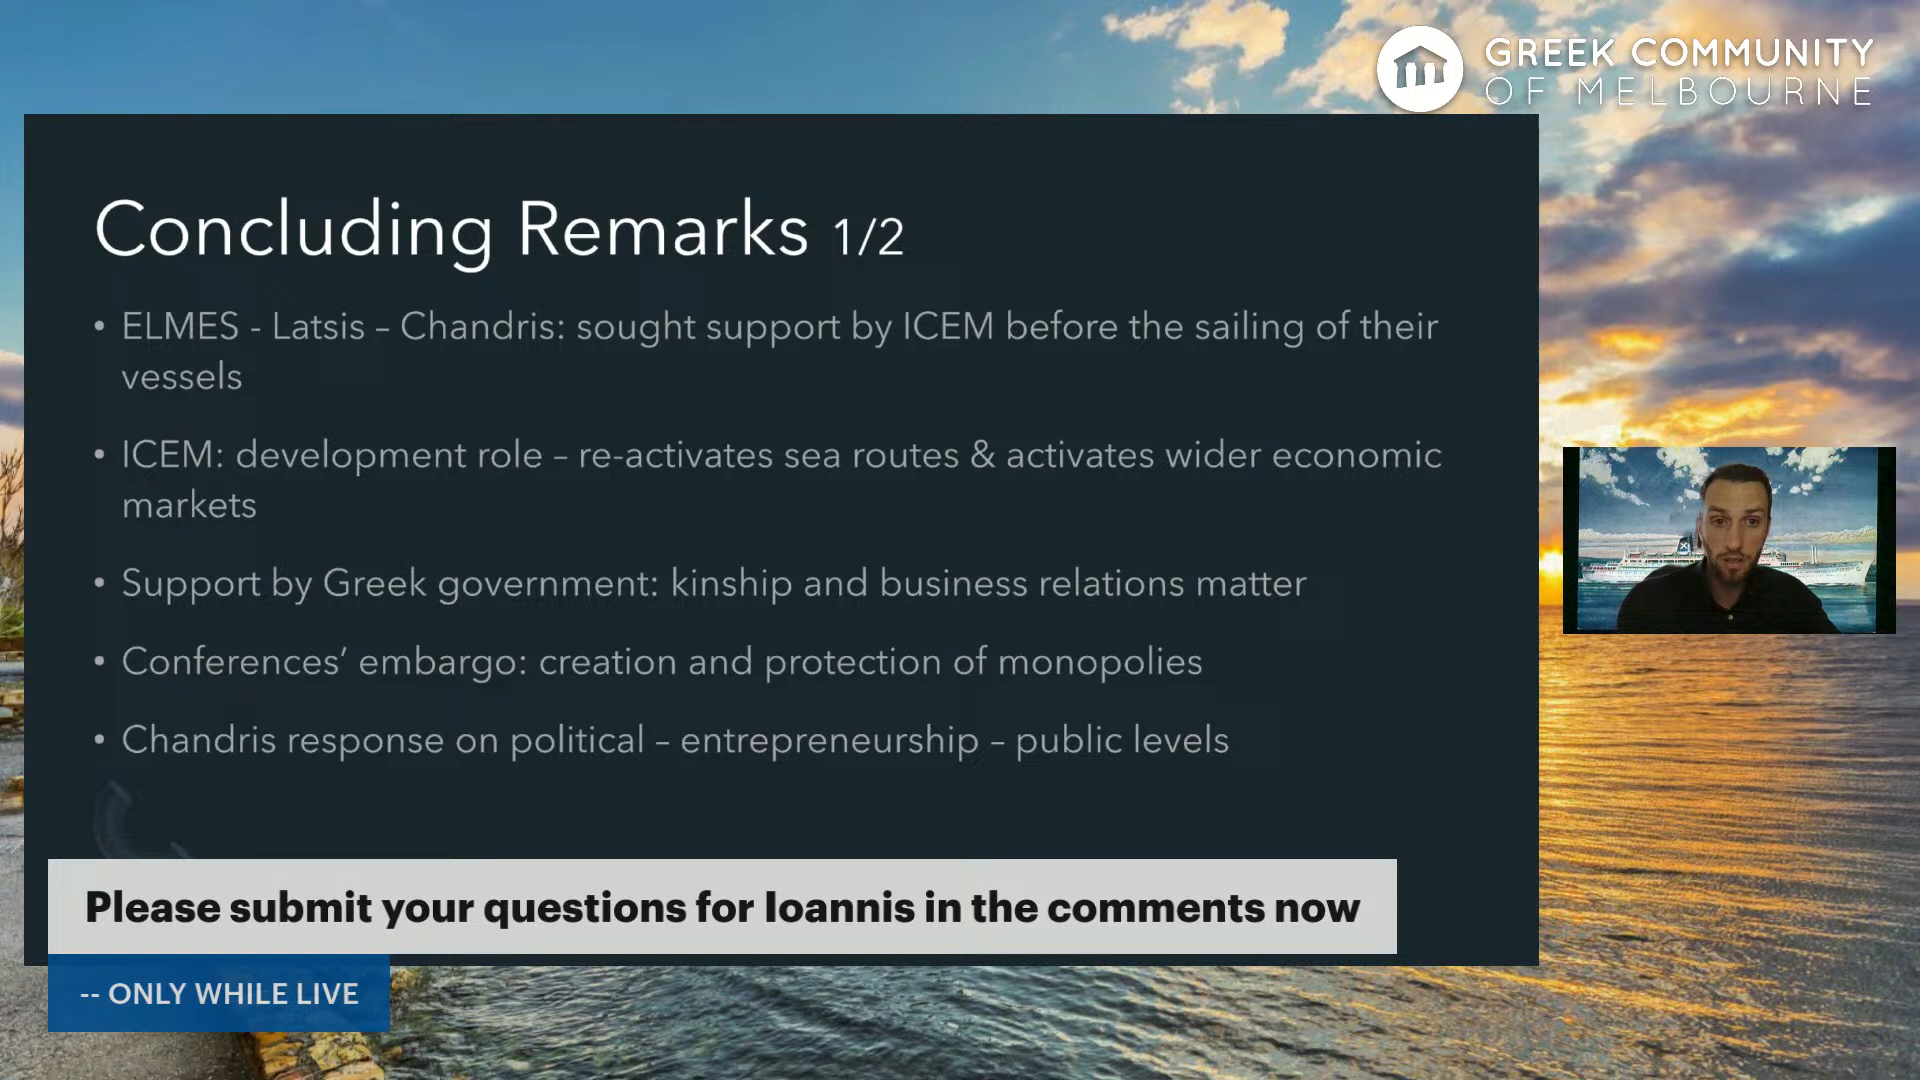 GREEK COMMUNITY
OF MELBOURNE
Concluding Remarks 1/2
• ELMES - Latsis – Chandris: sought support by ICEM before the sailing of their
vessels
• ICEM: development role – re-activates sea routes & activates wider economic
markets
• Support by Greek government: kinship and business relations matter
• Conferences’ embargo: creation and protection of monopolies
• Chandris response on political – entrepreneurship – public levels
Please submit your questions for Ioannis in the comments now
-- ONLY WHILE LIVE